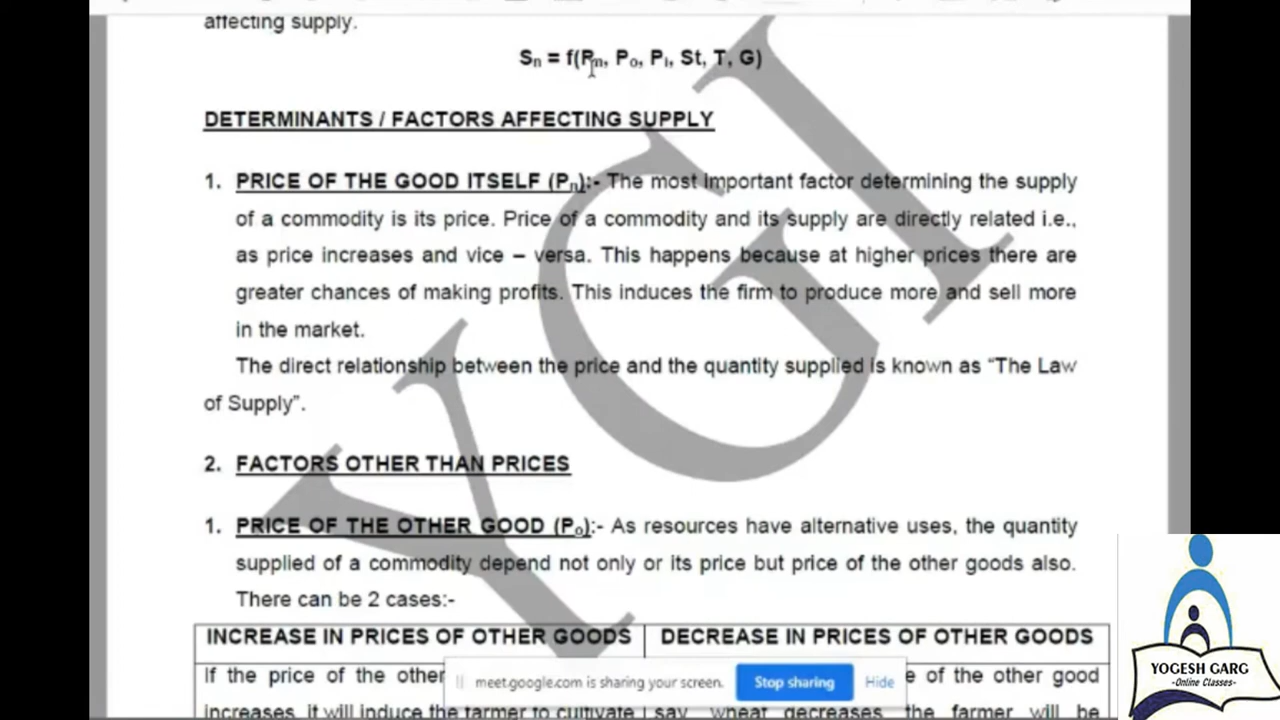 affecting supply.
Sn = f(Pn, Po, Pi, St, T, G)
DETERMINANTS / FACTORS AFFECTING SUPPLY
1. PRICE OF THE GOOD ITSELF (Pn):- The most important factor determining the supply
of a commodity is its price. Price of a commodity and its supply are directly related i.e.,
as price increases and vice – versa. This happens because at higher prices there are
greater chances of making profits. This induces the firm to produce more and sell more
in the market.
The direct relationship between the price and the quantity supplied is known as “The Law
of Supply”.
2. FACTORS OTHER THAN PRICES
1. PRICE OF THE OTHER GOOD (Po):- As resources have alternative uses, the quantity
supplied of a commodity depend not only or its price but price of the other goods also.
There can be 2 cases:-
INCREASE IN PRICES OF OTHER GOODS DECREASE IN PRICES OF OTHER GOODS
If the price of the other e of the other good
increases, it will induce the farmer to cultivate say wheat decreases the farmer will be
meet.google.com is sharing your screen. Stop sharing Hide
YGI
YOGESH GARG
-Online Classes-